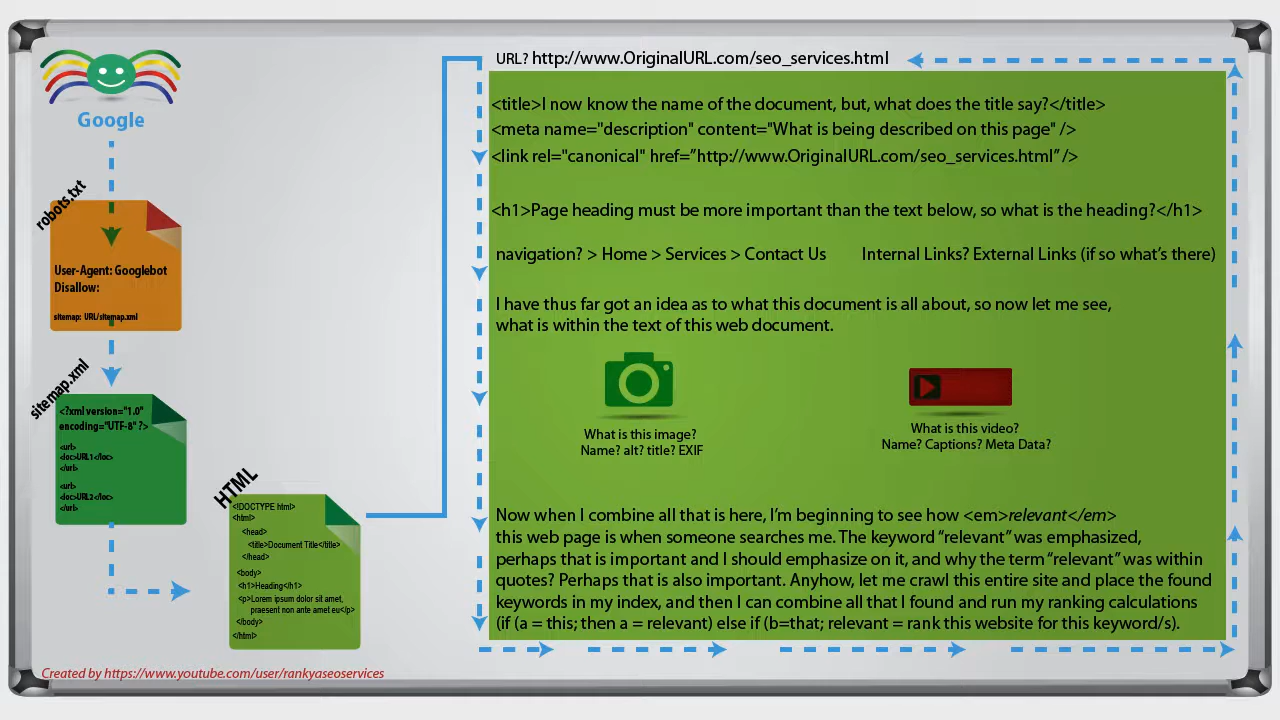 Google
robots.txt
User-Agent: Googlebot
Disallow:
sitemap: URL/sitemap.xml
sitemap.xml
<?xml version="1.0"
encoding="UTF-8" ?>
<url>
<loc>URL1</loc>
</url>
<url>
<loc>URL2</loc>
</url>
HTML
<!DOCTYPE html>
<html>
<head>
<title>Document Title</title>
</head>
<body>
<h1>Heading</h1>
<p>Lorem ipsum dolor sit amet,
praesent non ante amet eu</p>
</body>
</html>
Created by https://www.youtube.com/user/rankyaseoservices
URL? http://www.OriginalURL.com/seo_services.html
<title>I now know the name of the document, but, what does the title say?</title>
<meta name="description" content="What is being described on this page" />
<link rel="canonical" href=”http://www.OriginalURL.com/seo_services.html” />
<h1>Page heading must be more important than the text below, so what is the heading?</h1>
navigation? > Home > Services > Contact Us Internal Links? External Links (if so what’s there)
I have thus far got an idea as to what this document is all about, so now let me see,
what is within the text of this web document.
What is this image?
Name? alt? title? EXIF
What is this video?
Name? Captions? Meta Data?
Now when I combine all that is here, I’m beginning to see how <em>relevant</em>
this web page is when someone searches me. The keyword “relevant” was emphasized,
perhaps that is important and I should emphasize on it, and why the term “relevant” was within
quotes? Perhaps that is also important. Anyhow, let me crawl this entire site and place the found
keywords in my index, and then I can combine all that I found and run my ranking calculations
(if (a = this; then a = relevant) else if (b=that; relevant = rank this website for this keyword/s).